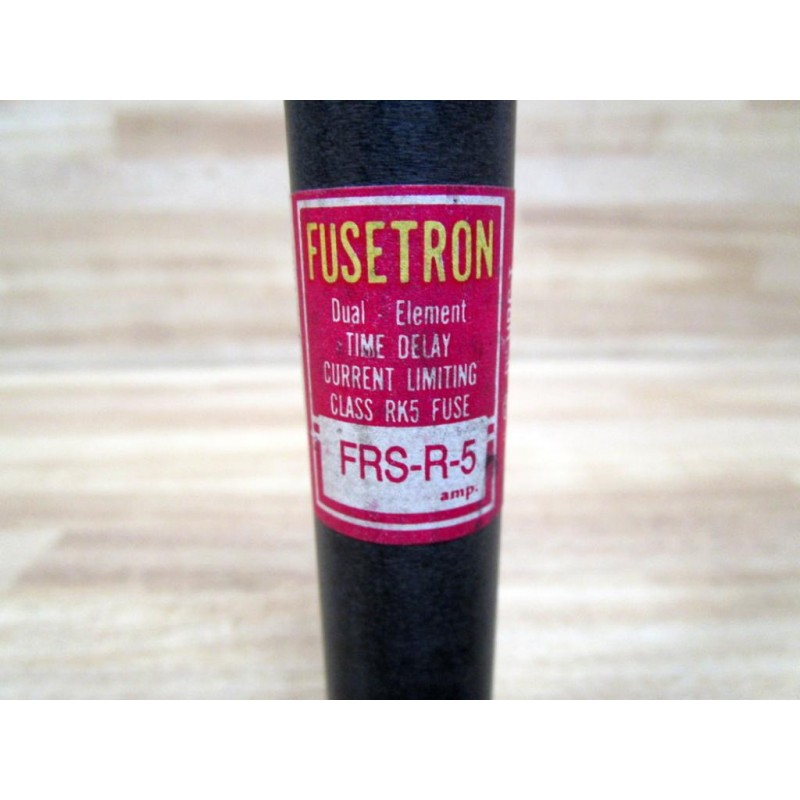 FUSETRON
Dual - Element
TIME DELAY
CURRENT LIMITING
CLASS RK5 FUSE
FRS-R-5
amp.